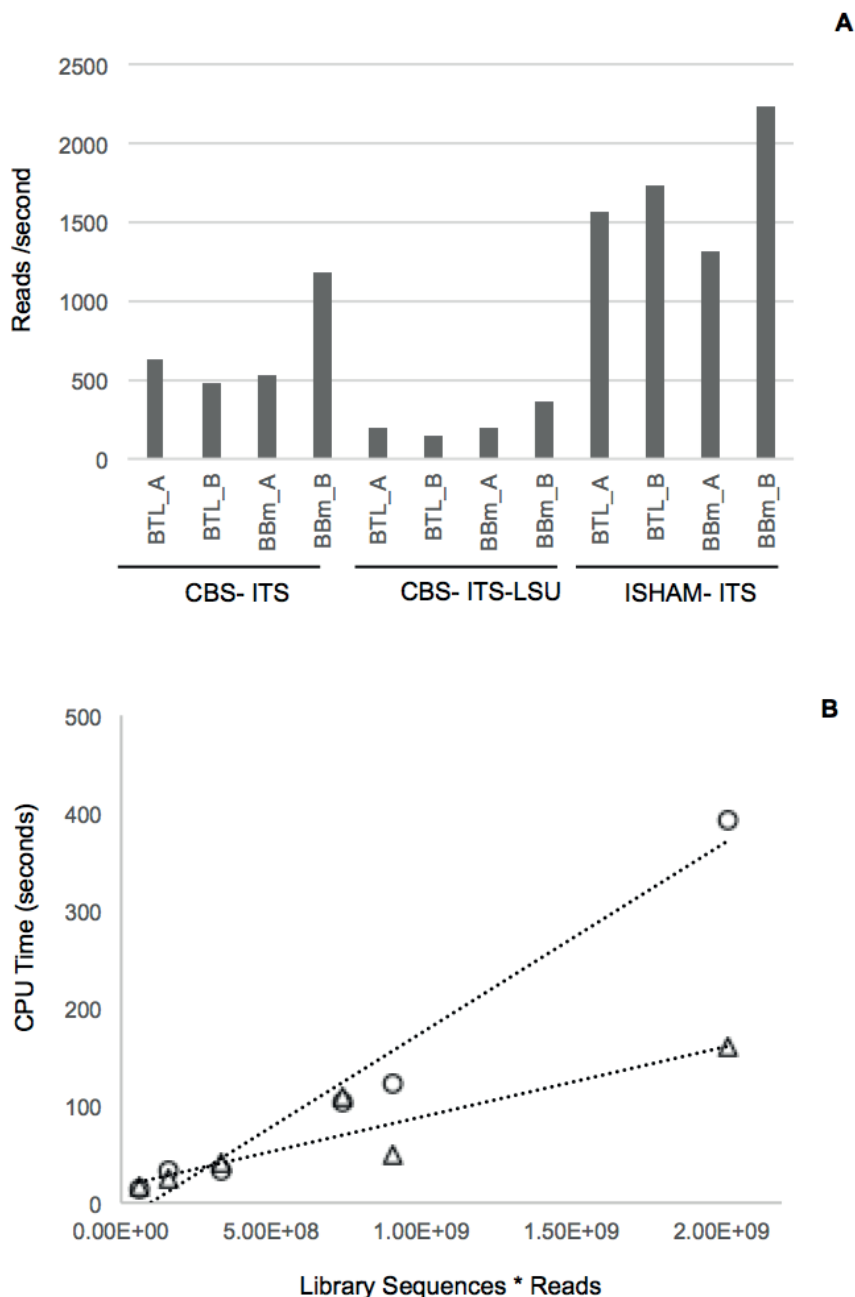 A
2500
2000
1500
1000
500
0
Reads /second
BTL_A
BTL_B
BBm_A
BBm_B
BTL_A
BTL_B
BBm_A
BBm_B
BTL_A
BTL_B
BBm_A
BBm_B
CBS- ITS
CBS- ITS-LSU
ISHAM- ITS
B
500
400
300
200
100
0
CPU Time (seconds)
0.00E+00 5.00E+08 1.00E+09 1.50E+09 2.00E+09
Library Sequences * Reads